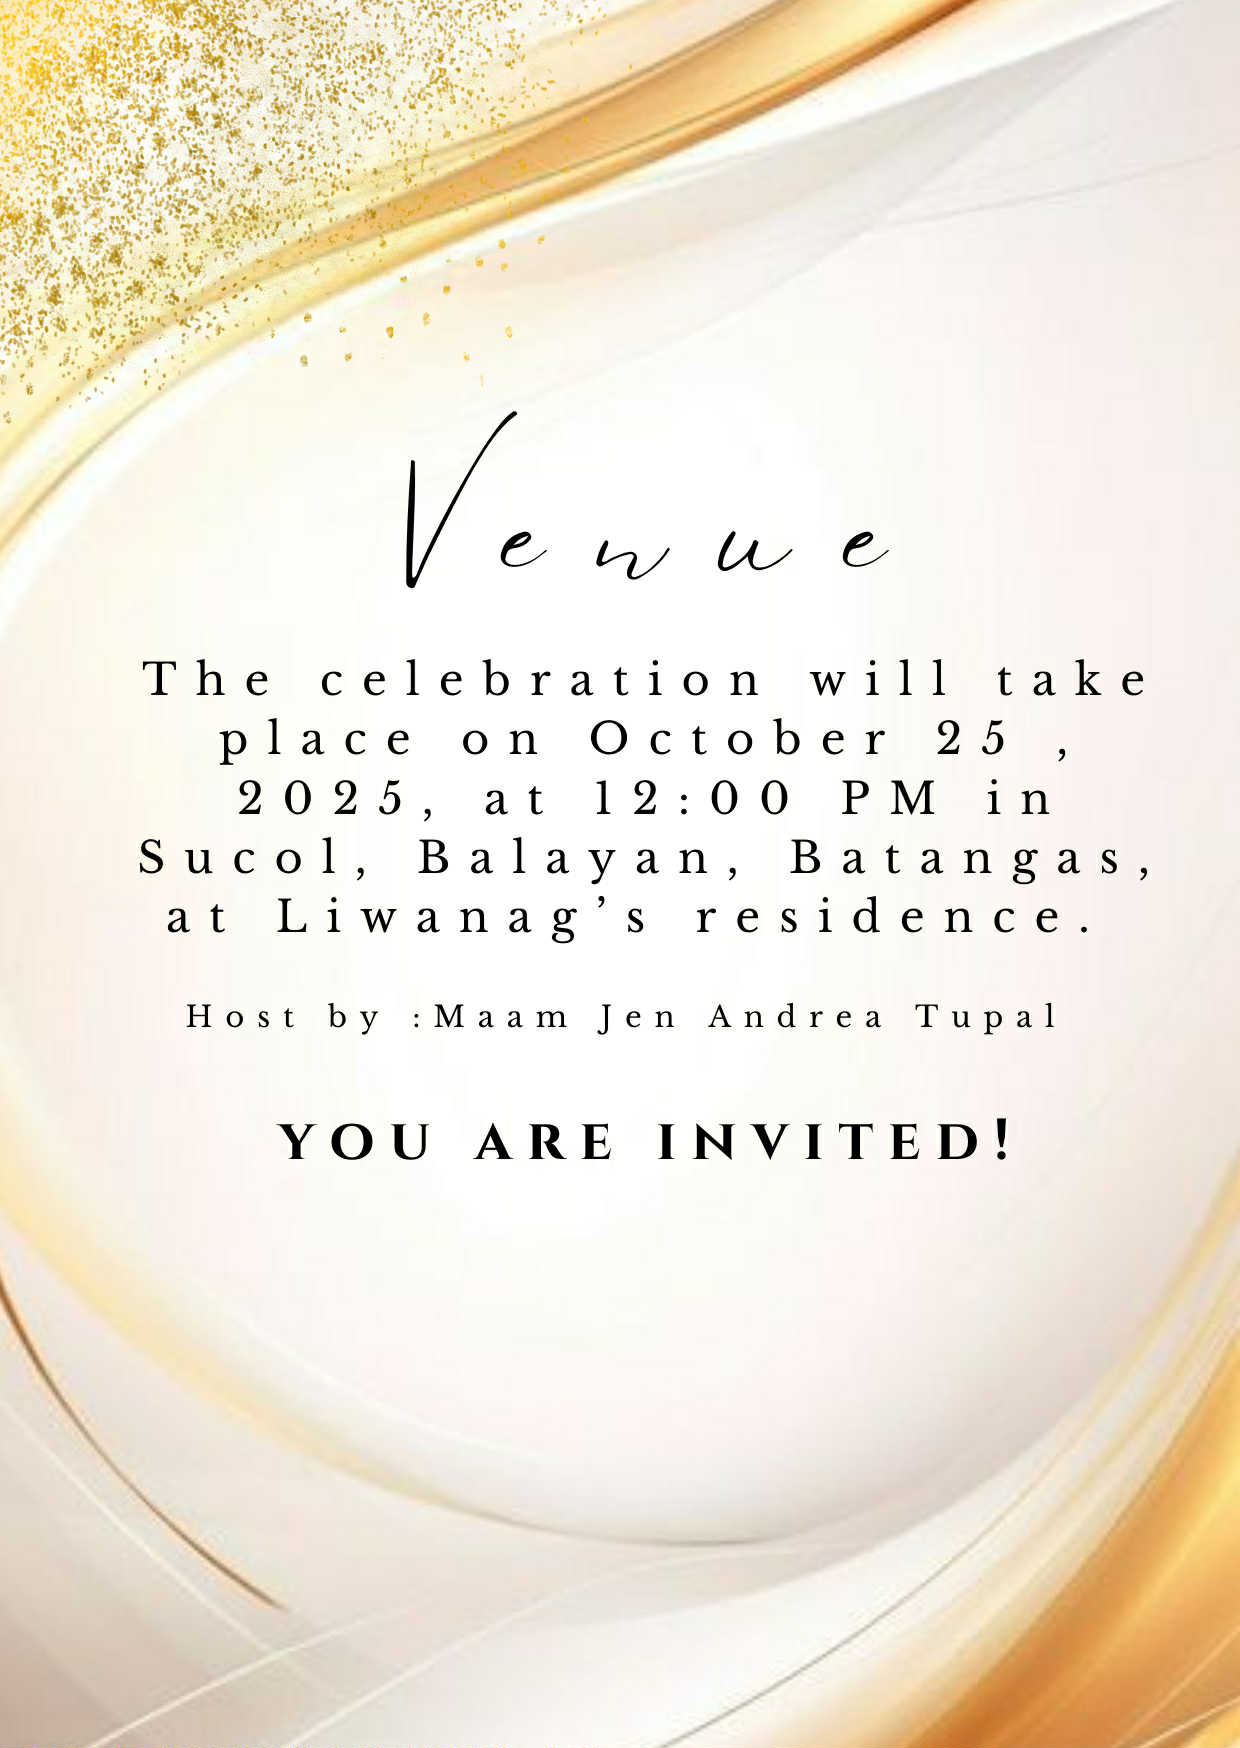 Venue
The celebration will take
place on October 25 ,
2025, at 12:00 PM in
Sucol, Balayan, Batangas,
at Liwanag’s residence.
Host by :Maam Jen Andrea Tupal
YOU ARE INVITED!